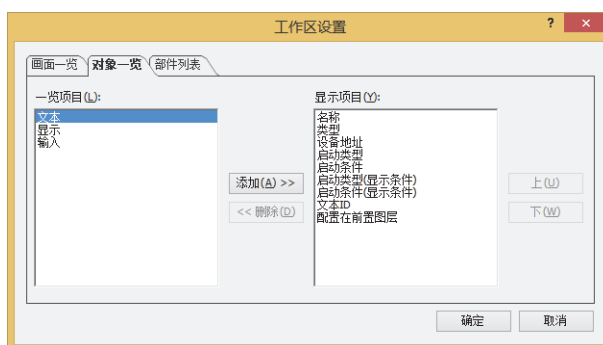 工作区设置
? ×
画面一览 对象一览 部件列表
一览项目(L):
文本
显示
输入
添加(A) >>
<< 删除(D)
显示项目(Y):
名称
类型
设备地址
启动类型
启动条件
启动类型(显示条件)
启动条件(显示条件)
文本ID
配置在前置图层
上(U)
下(W)
确定 取消